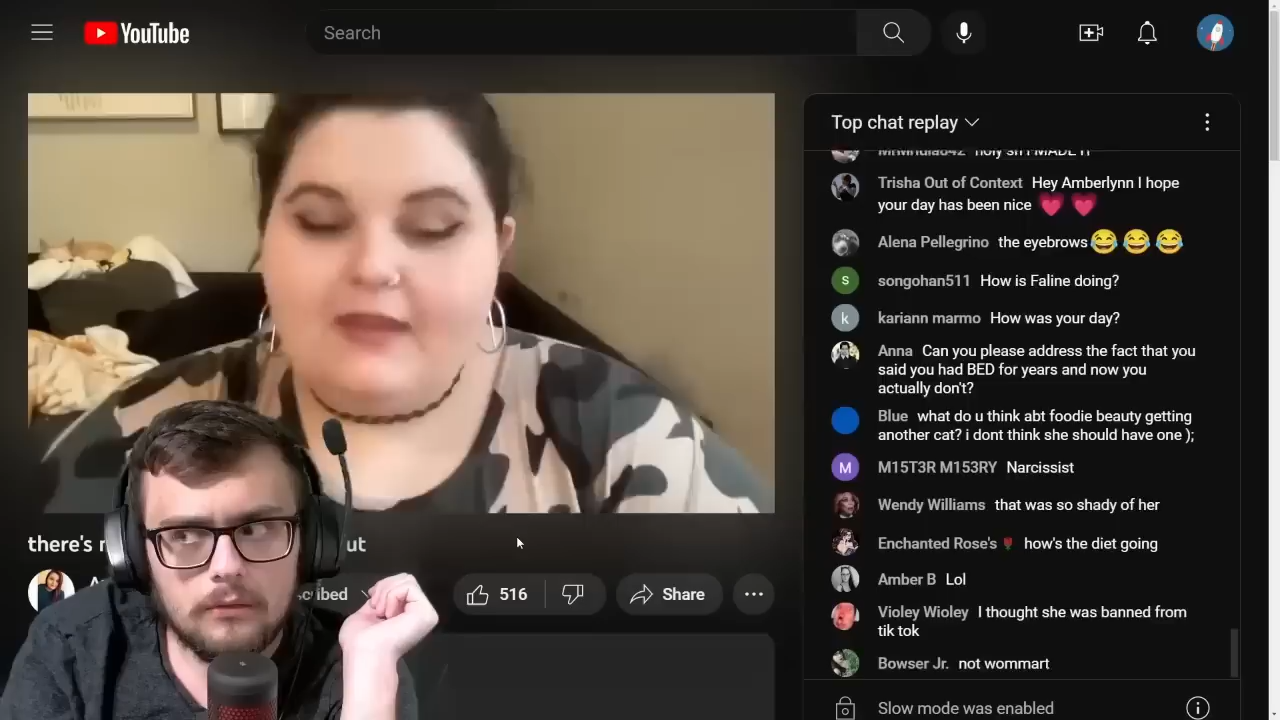 YouTube
Search
Top chat replay
Trisha Out of Context Hey Amberlynn I hope
your day has been nice
Alena Pellegrino the eyebrows
S songohan511 How is Faline doing?
k kariann marmo How was your day?
Anna Can you please address the fact that you
said you had BED for years and now you
actually don't?
Blue what do u think abt foodie beauty getting
another cat? i dont think she should have one );
M M15T3R M153RY Narcissist
Wendy Williams that was so shady of her
Enchanted Rose's how's the diet going
Amber B Lol
Violey Wioley I thought she was banned from
tik tok
Bowser Jr. not wommart
Slow mode was enabled
there's
ut
516
Share